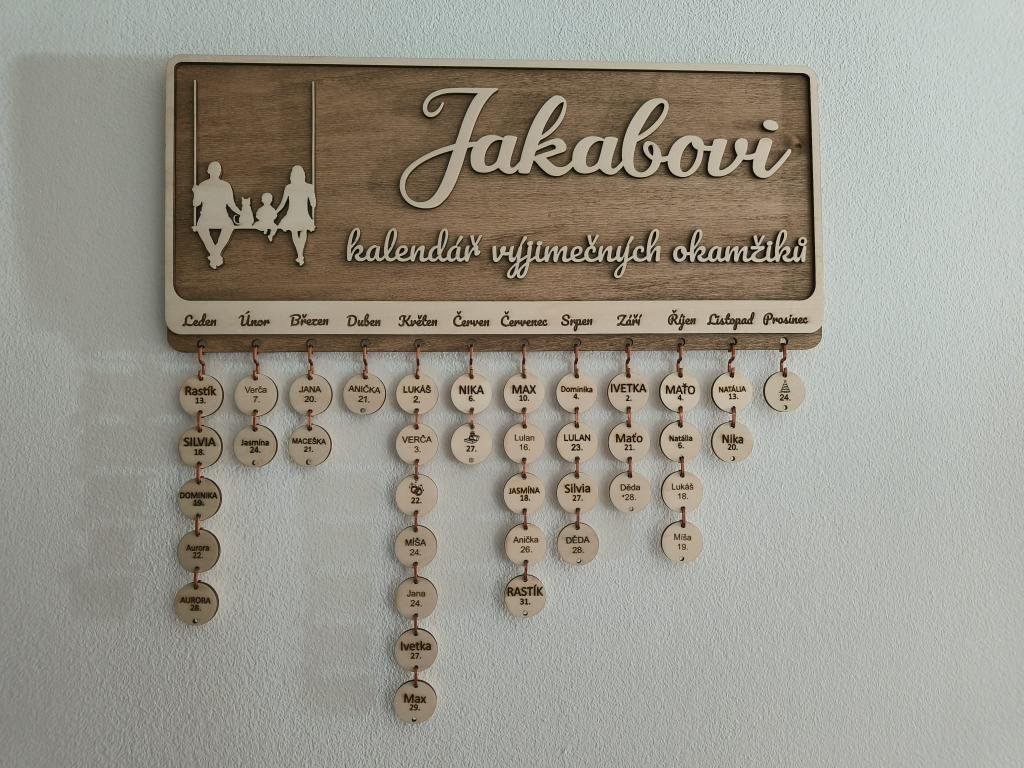 Jakabovi
kalendář výjimečných okamžiků
Leden Únor Březen Duben Květen Červen Červenec Srpen Září Říjen Listopad Prosinec
Rastík
13.
SILVIA
18.
DOMINIKA
19.
Aurora
22.
AURORA
28.
Verča
7.
Jasmína
24.
JANA
20.
MACEŠKA
21.
ANIČKA
21.
LUKÁŠ
2.
VERČA
3.
22.
MÍŠA
24.
Jana
24.
Ivetka
27.
Max
29.
NIKA
6.
27.
MAX
10.
Lulan
16.
JASMÍNA
18.
Anička
26.
RASTÍK
31.
Dominika
4.
LULAN
23.
Silvia
27.
DĚDA
28.
IVETKA
2.
Maťo
21.
Děda
*28.
MAŤO
4.
Natália
6.
Lukáš
18.
Míša
19.
NATÁLIA
13.
Nika
20.
24.